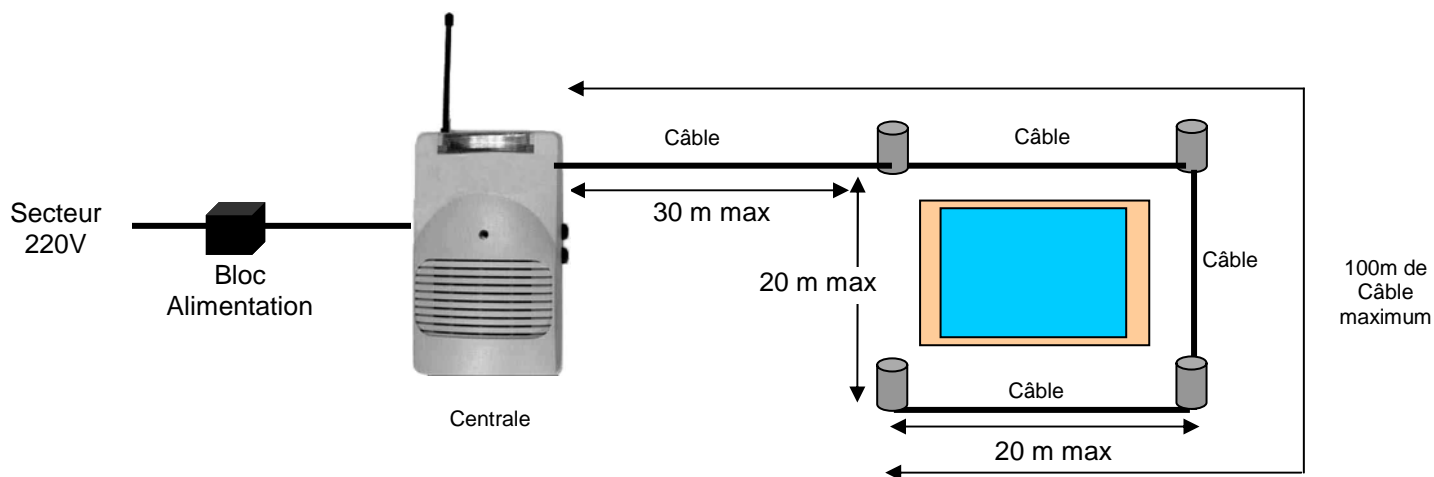 Secteur
220V
Bloc
Alimentation
Centrale
Câble
30 m max
Câble
20 m max
Câble
Câble
20 m max
100m de
Câble
maximum